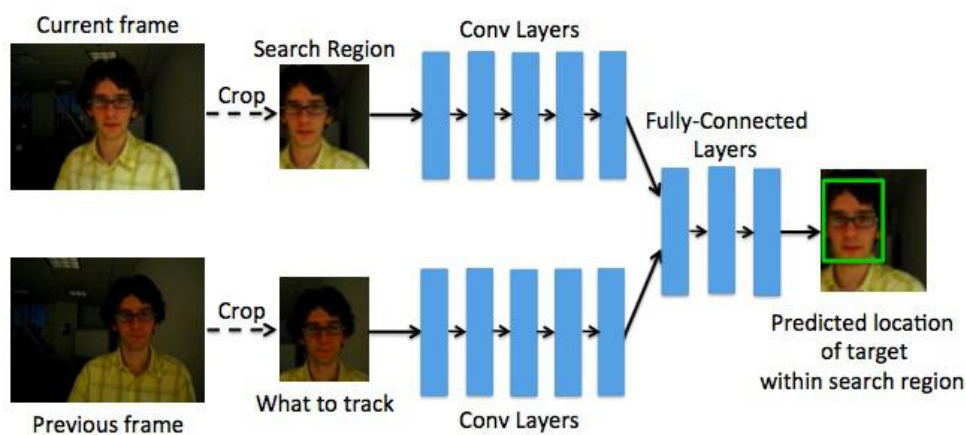 Current frame
Search Region
Conv Layers
Crop
Fully-Connected
Layers
Crop
Predicted location
of target
within search region
What to track
Conv Layers
Previous frame